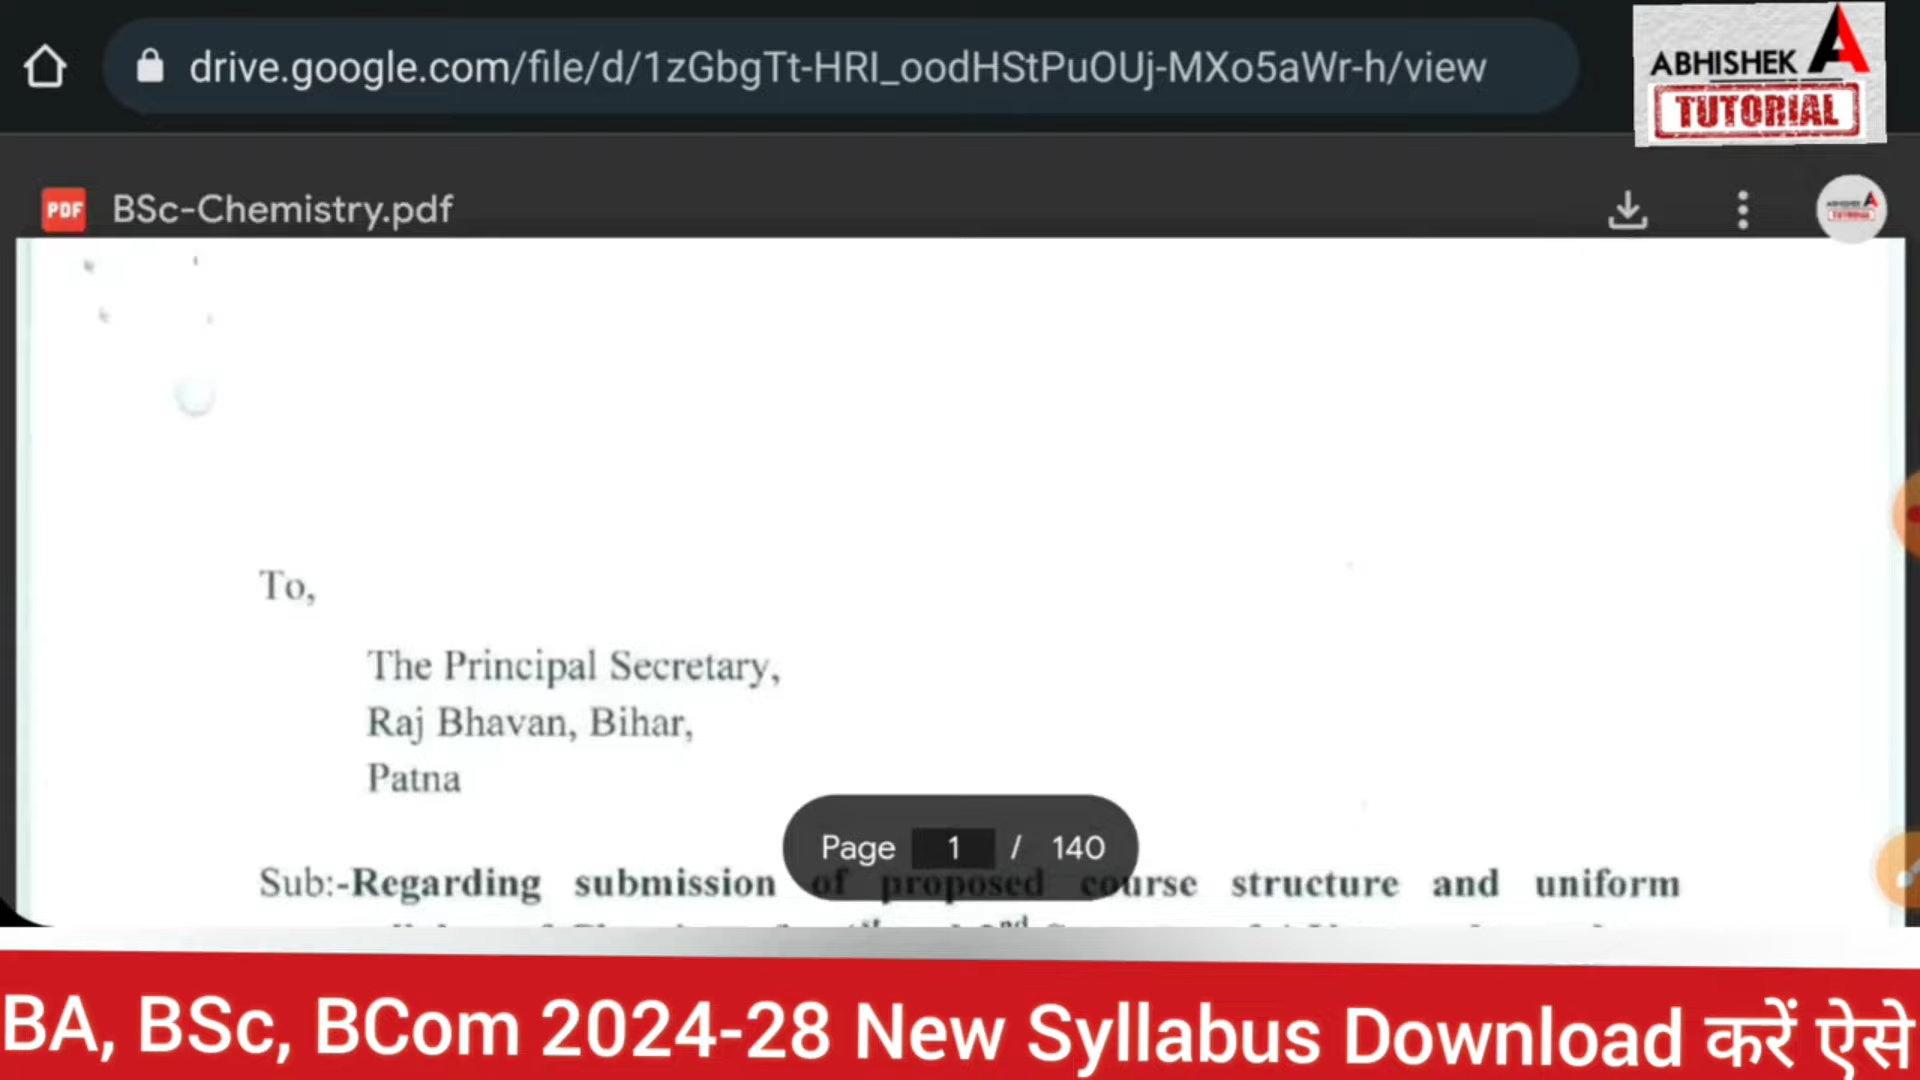 drive.google.com/file/d/1zGbgTt-HRI_oodHStPuOUj-MXo5aWr-h/view
ABHISHEK A
TUTORIAL
PDF BSc-Chemistry.pdf
To,
The Principal Secretary,
Raj Bhavan, Bihar,
Patna
Page 1 / 140
Sub:-Regarding submission of proposed course structure and uniform
BA, BSc, BCom 2024-28 New Syllabus Download करें ऐसे